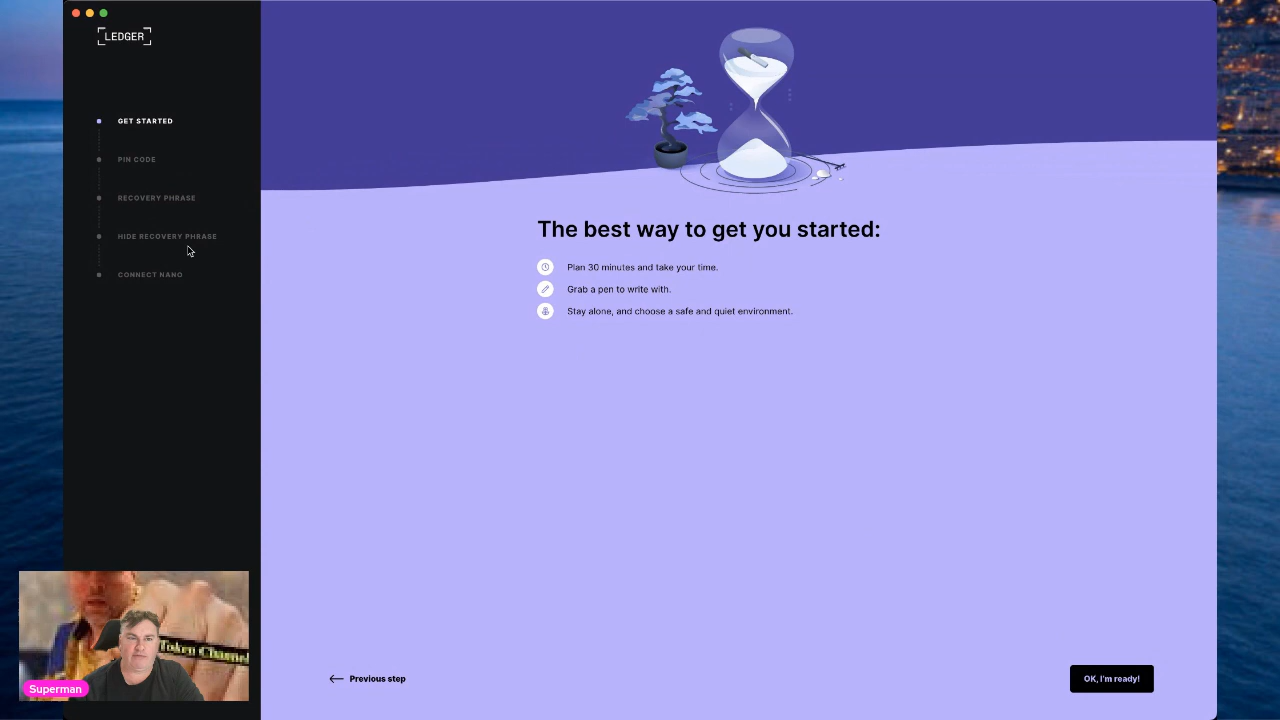 LEDGER
GET STARTED
PIN CODE
RECOVERY PHRASE
HIDE RECOVERY PHRASE
CONNECT NANO
The best way to get you started:
Plan 30 minutes and take your time.
Grab a pen to write with.
Stay alone, and choose a safe and quiet environment.
Previous step
OK, I'm ready!
Token Channel
Superman